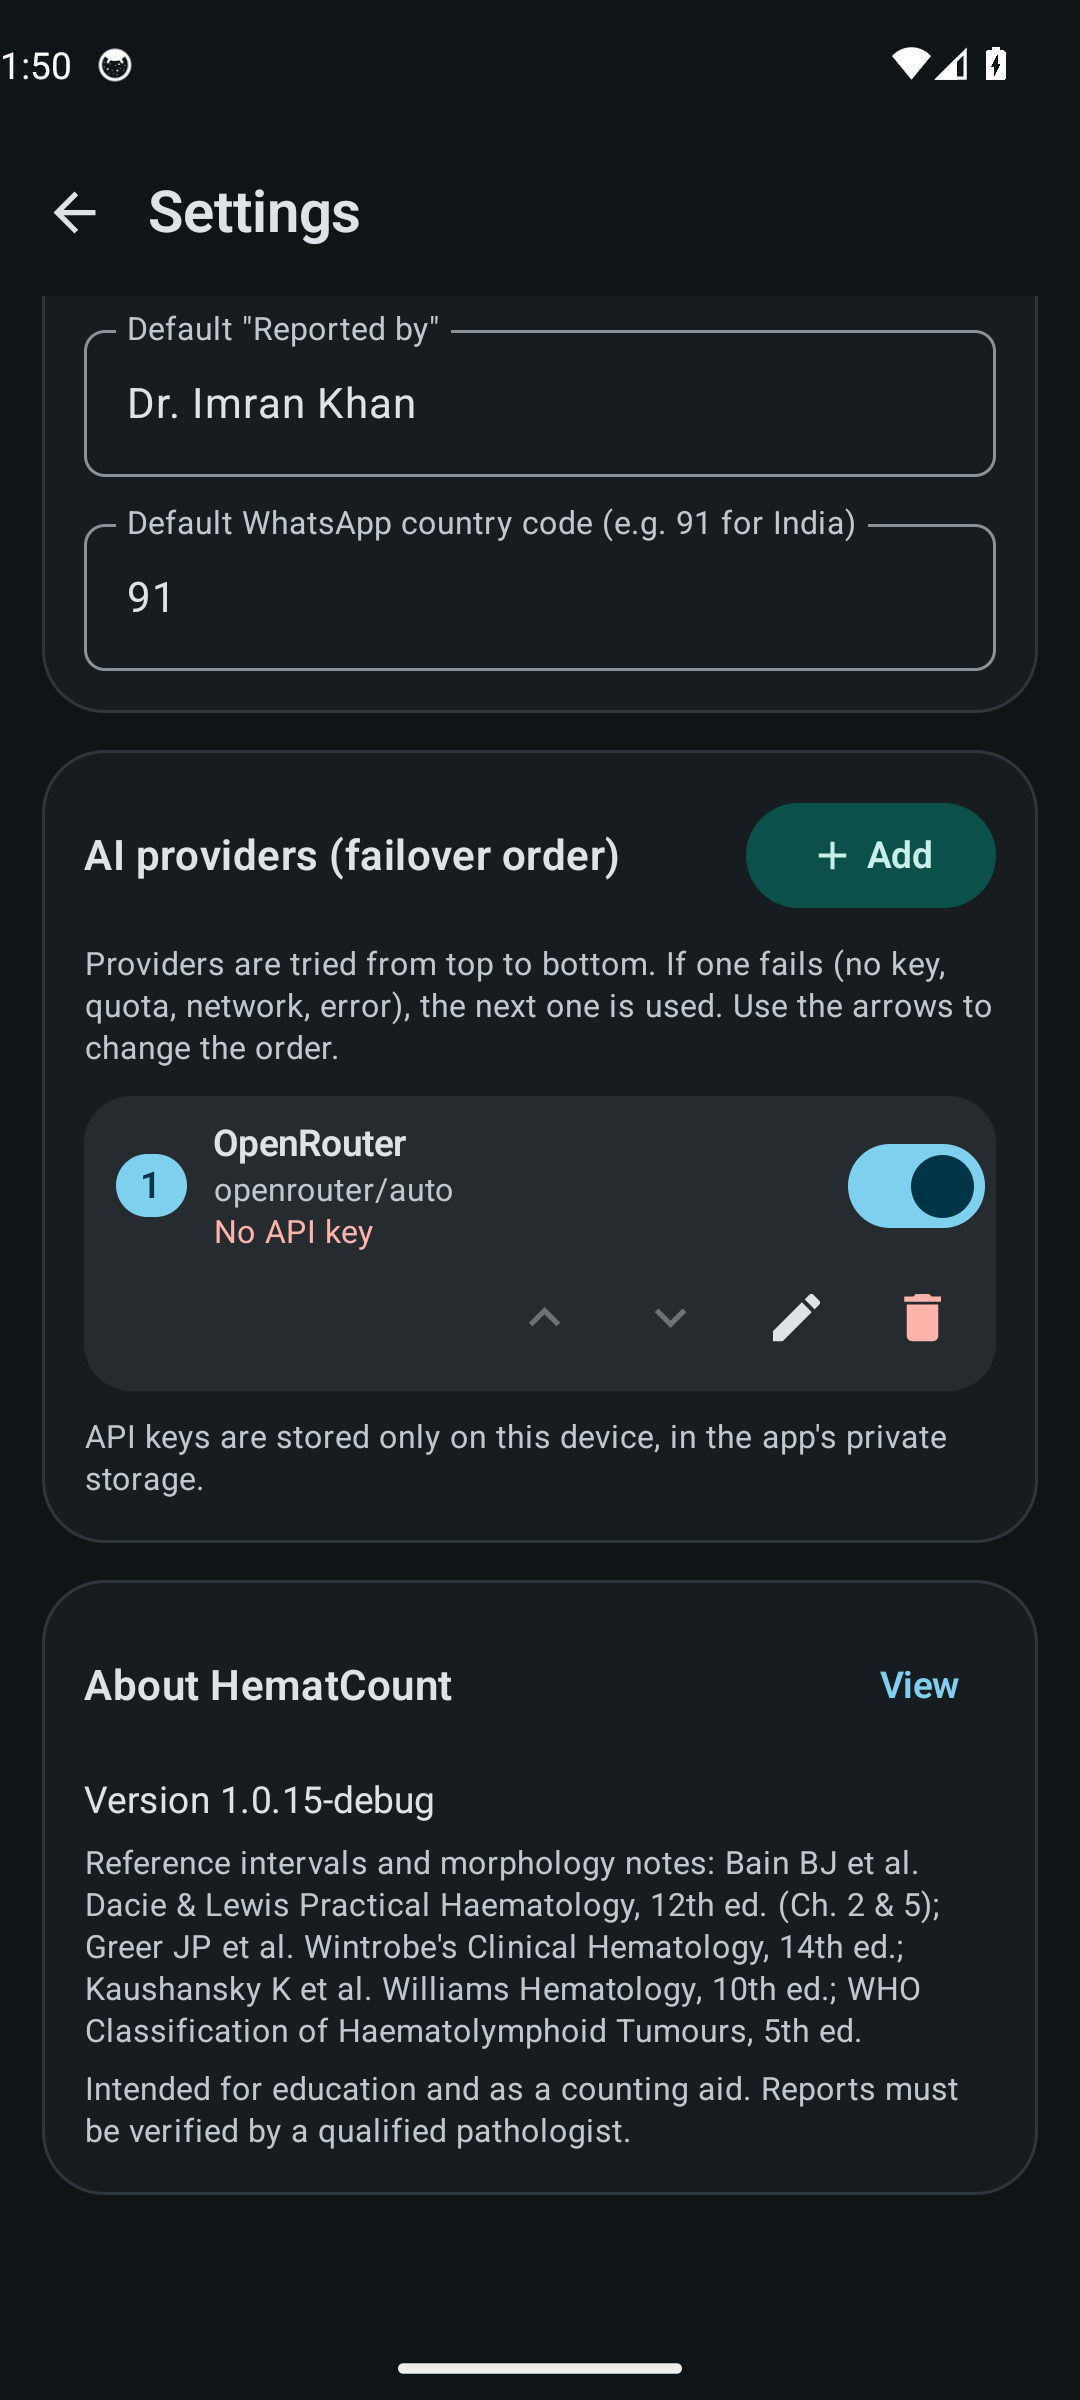 1:50
Settings
Default "Reported by"
Dr. Imran Khan
Default WhatsApp country code (e.g. 91 for India)
91
AI providers (failover order)
+ Add
Providers are tried from top to bottom. If one fails (no key,
quota, network, error), the next one is used. Use the arrows to
change the order.
1
OpenRouter
openrouter/auto
No API key
API keys are stored only on this device, in the app's private
storage.
About HematCount
View
Version 1.0.15-debug
Reference intervals and morphology notes: Bain BJ et al.
Dacie & Lewis Practical Haematology, 12th ed. (Ch. 2 & 5);
Greer JP et al. Wintrobe's Clinical Hematology, 14th ed.;
Kaushansky K et al. Williams Hematology, 10th ed.; WHO
Classification of Haematolymphoid Tumours, 5th ed.
Intended for education and as a counting aid. Reports must
be verified by a qualified pathologist.